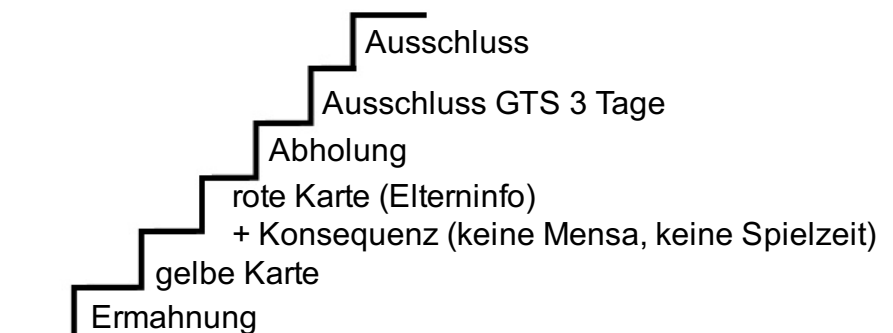 Ausschluss
Ausschluss GTS 3 Tage
Abholung
rote Karte (Elterninfo)
+ Konsequenz (keine Mensa, keine Spielzeit)
gelbe Karte
Ermahnung